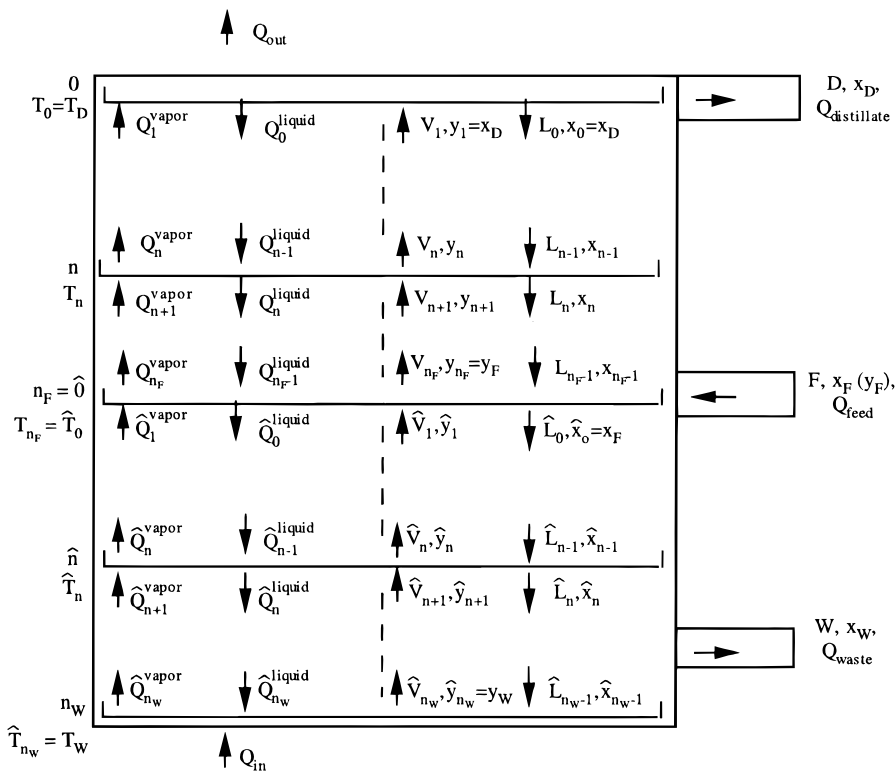 Q_out
0 D, x_D,
T_0=T_D Q_distillate
Q_1^vapor Q_0^liquid V_1, y_1=x_D L_0, x_0=x_D
Q_n^vapor Q_{n-1}^liquid V_n, y_n L_{n-1}, x_{n-1}
n
T_n Q_{n+1}^vapor Q_n^liquid V_{n+1}, y_{n+1} L_n, x_n
Q_{n_F}^vapor Q_{n_F-1}^liquid V_{n_F}, y_{n_F}=y_F L_{n_F-1}, x_{n_F-1}
n_F = 0̂ F, x_F (y_F),
Q_feed
T_{n_F} = T̂_0 Q̂_1^vapor Q̂_0^liquid V̂_1, ŷ_1 L̂_0, x̂_o=x_F
Q̂_n^vapor Q̂_{n-1}^liquid V̂_n, ŷ_n L̂_{n-1}, x̂_{n-1}
n̂
T̂_n Q̂_{n+1}^vapor Q̂_n^liquid V̂_{n+1}, ŷ_{n+1} L̂_n, x̂_n
W, x_W,
Q_waste
Q̂_{n_W}^vapor Q̂_{n_W}^liquid V̂_{n_W}, ŷ_{n_W}=y_W L̂_{n_W-1}, x̂_{n_W-1}
n_W
T̂_{n_W} = T_W
Q_in